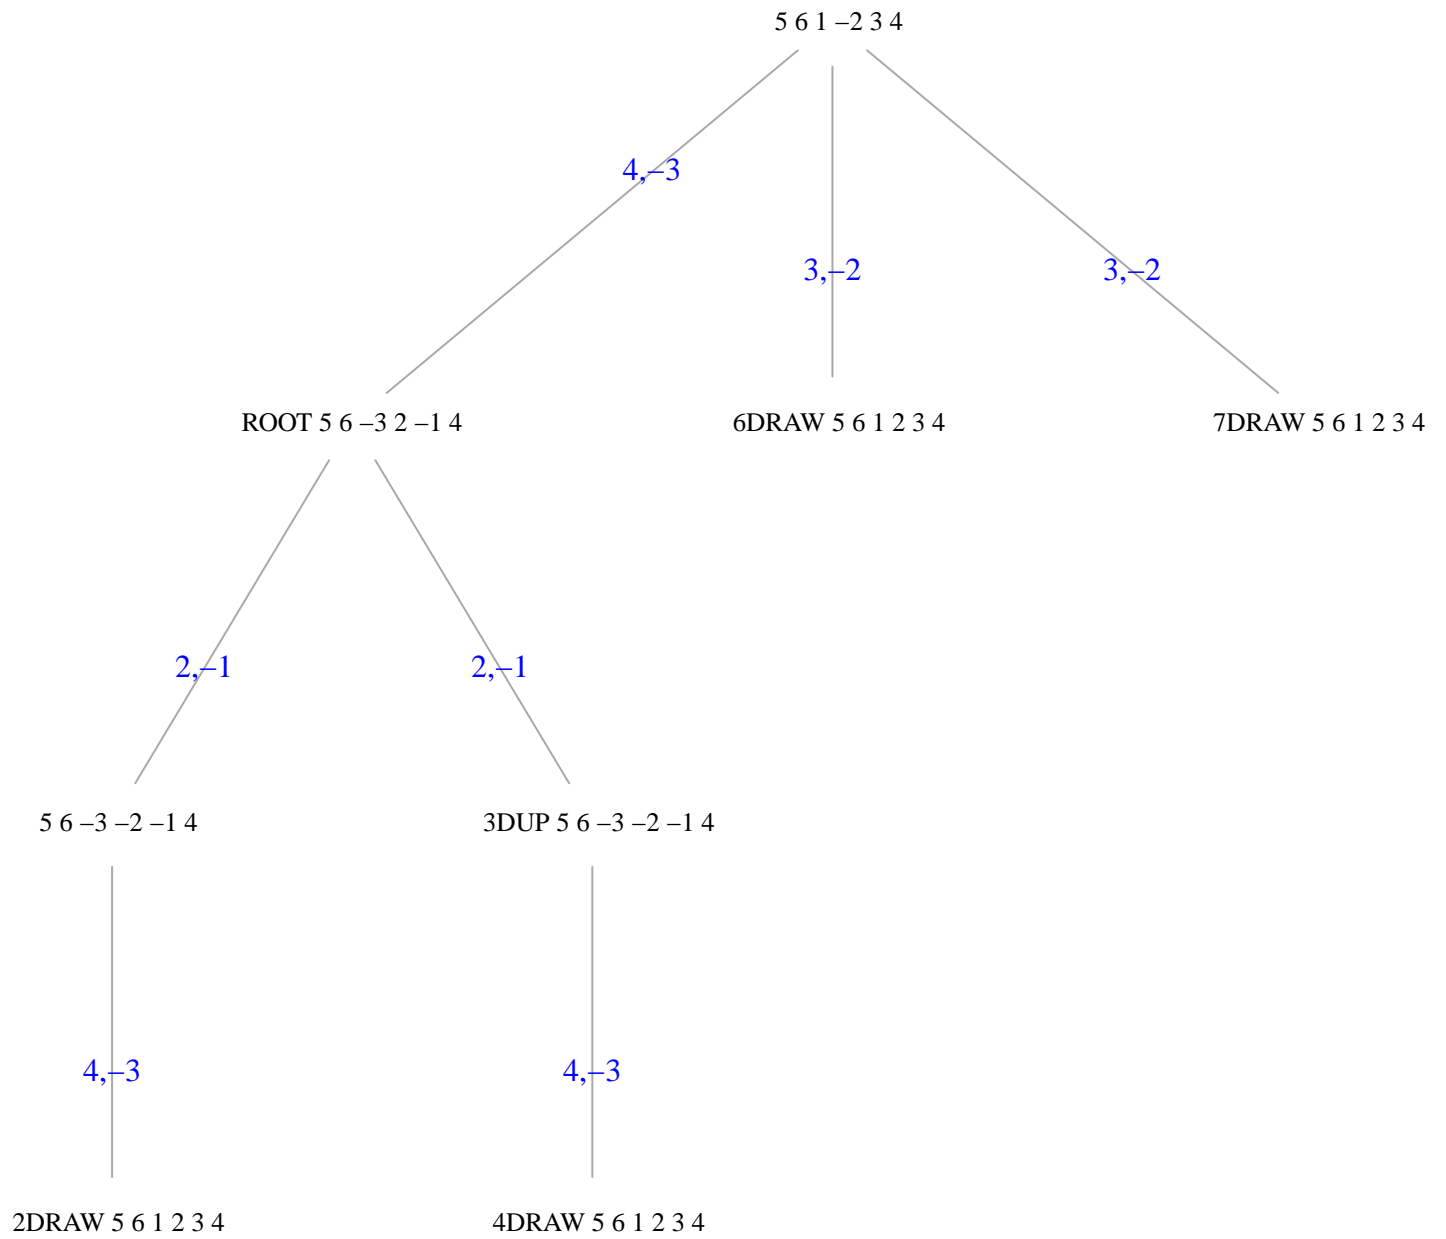 5 6 1 –2 3 4
4,–3
3,–2
3,–2
ROOT 5 6 –3 2 –1 4
6DRAW 5 6 1 2 3 4
7DRAW 5 6 1 2 3 4
2,–1
2,–1
5 6 –3 –2 –1 4
3DUP 5 6 –3 –2 –1 4
4,–3
4,–3
2DRAW 5 6 1 2 3 4
4DRAW 5 6 1 2 3 4